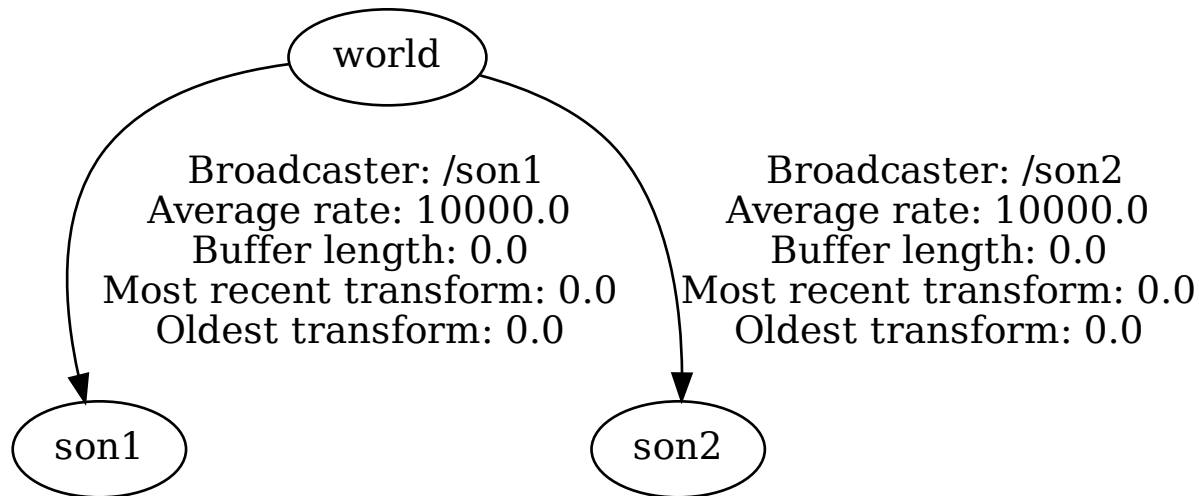 world
Broadcaster: /son1
Average rate: 10000.0
Buffer length: 0.0
Most recent transform: 0.0
Oldest transform: 0.0
Broadcaster: /son2
Average rate: 10000.0
Buffer length: 0.0
Most recent transform: 0.0
Oldest transform: 0.0
son1
son2